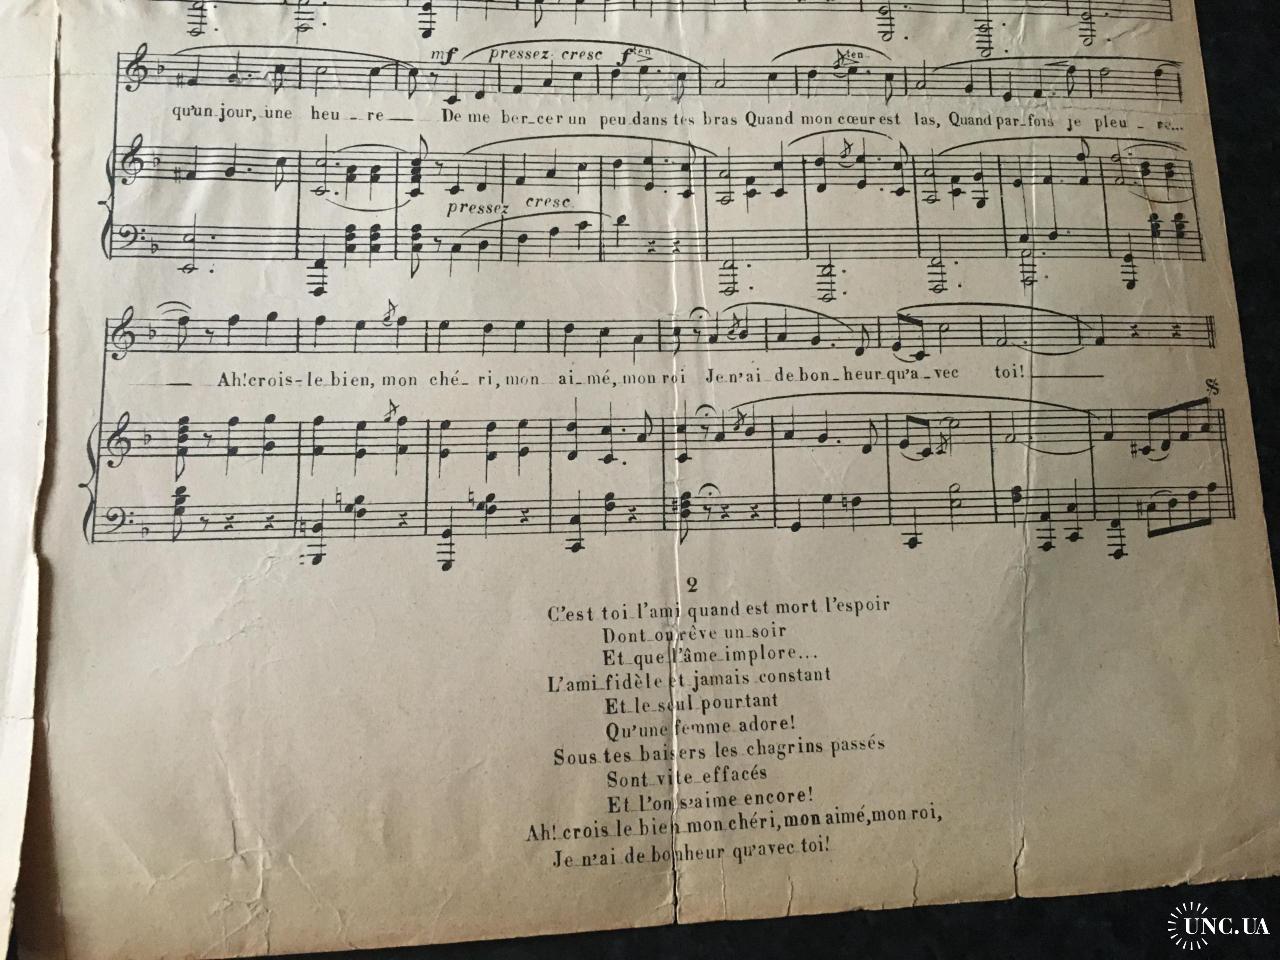 mf pressez cresc f ten ten
qu'un jour, une heu - re De me ber-cer un peu dans tes bras Quand mon cœur est las, Quand par-fois je pleu - re...
pressez cresc.
Ah! crois-le bien, mon ché-ri, mon ai-mé, mon roi Je n'ai de bon-heur qu'a-vec toi!
2
C'est toi l'ami quand est mort l'espoir
Dont on rêve un soir
Et que l'âme implore...
L'ami fidèle et jamais constant
Et le seul pourtant
Qu'une femme adore!
Sous tes baisers les chagrins passés
Sont vite effacés
Et l'on s'aime encore!
Ah! crois le bien mon chéri, mon aimé, mon roi,
Je n'ai de bonheur qu'avec toi!
UNC.UA